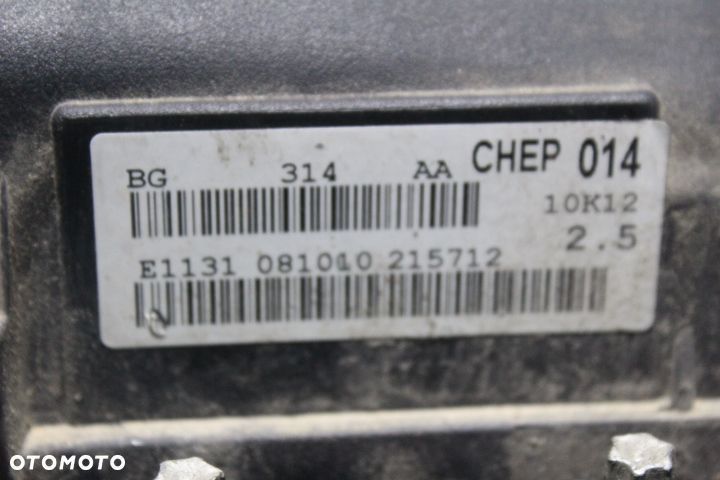 BG 314 AA CHEP 014
10K12
2.5
E1131 081010 215712
OTOMOTO